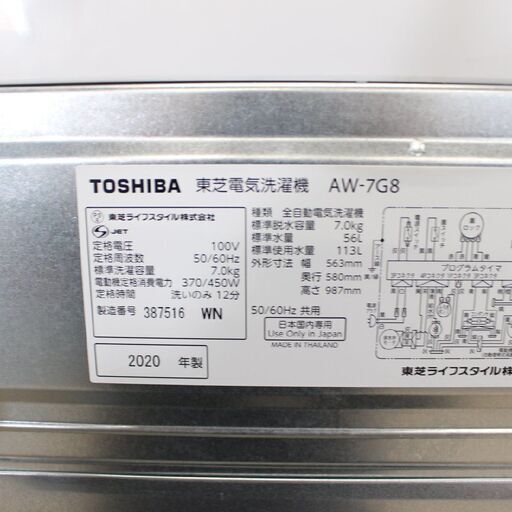 TOSHIBA 東芝電気洗濯機 AW-7G8
東芝ライフスタイル株式会社
JET
定格電圧 100V
定格周波数 50/60Hz
標準洗濯容量 7.0kg
電動機定格消費電力 370/450W
定格時間 洗いのみ 12分
製造番号 387516 WN
2020 年製
種類 全自動電気洗濯機
標準脱水容量 7.0kg
標準水量 56L
標準使用水量 113L
外形寸法 幅 563mm
奥行 580mm
高さ 987mm
50/60Hz 共用
日本国内専用
Use Only in Japan
MADE IN THAILAND
プログラムタイマ
東芝ライフスタイル株